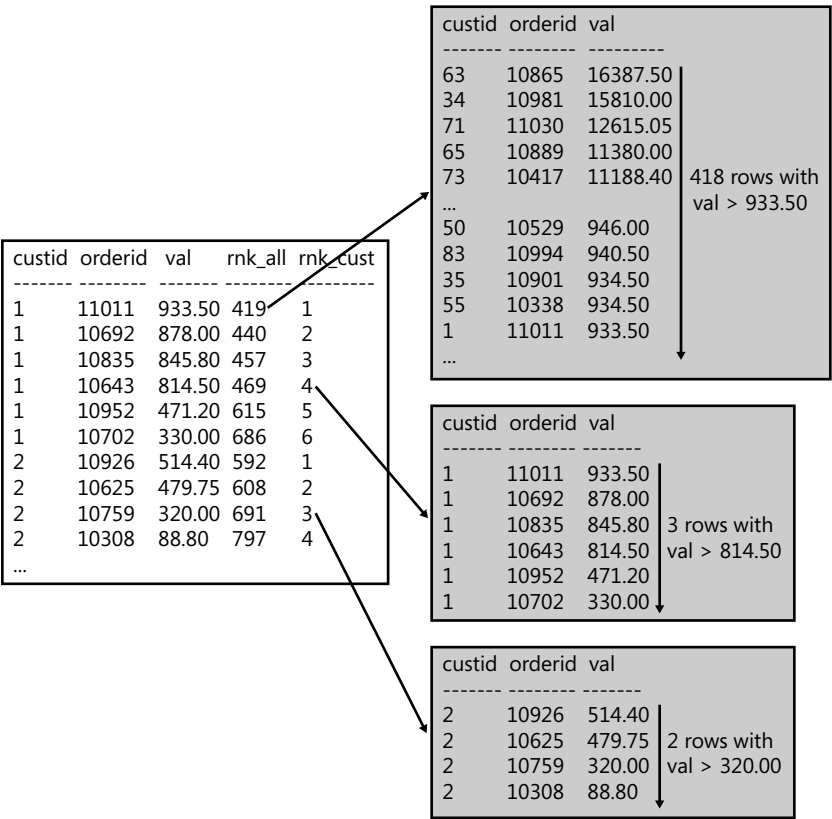 custid orderid val rnk_all rnk_cust
------- -------- ------- -------- ---------
1 11011 933.50 419 1
1 10692 878.00 440 2
1 10835 845.80 457 3
1 10643 814.50 469 4
1 10952 471.20 615 5
1 10702 330.00 686 6
2 10926 514.40 592 1
2 10625 479.75 608 2
2 10759 320.00 691 3
2 10308 88.80 797 4
...
custid orderid val
------- -------- ---------
63 10865 16387.50
34 10981 15810.00
71 11030 12615.05
65 10889 11380.00
73 10417 11188.40
...
50 10529 946.00
83 10994 940.50
35 10901 934.50
55 10338 934.50
1 11011 933.50
...
418 rows with
val > 933.50
custid orderid val
------- -------- -------
1 11011 933.50
1 10692 878.00
1 10835 845.80
1 10643 814.50
1 10952 471.20
1 10702 330.00
3 rows with
val > 814.50
custid orderid val
------- -------- -------
2 10926 514.40
2 10625 479.75
2 10759 320.00
2 10308 88.80
2 rows with
val > 320.00